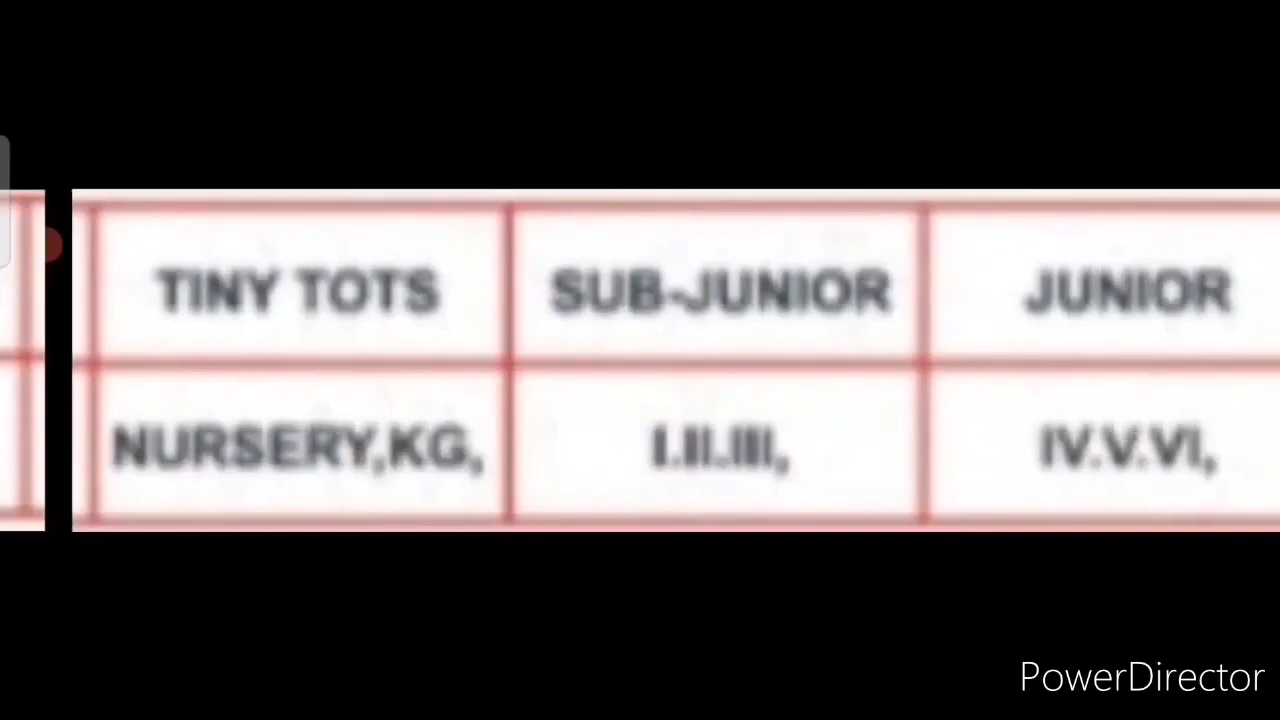 TINY TOTS SUB-JUNIOR JUNIOR
NURSERY,KG, I.II.III, IV.V.VI,
PowerDirector